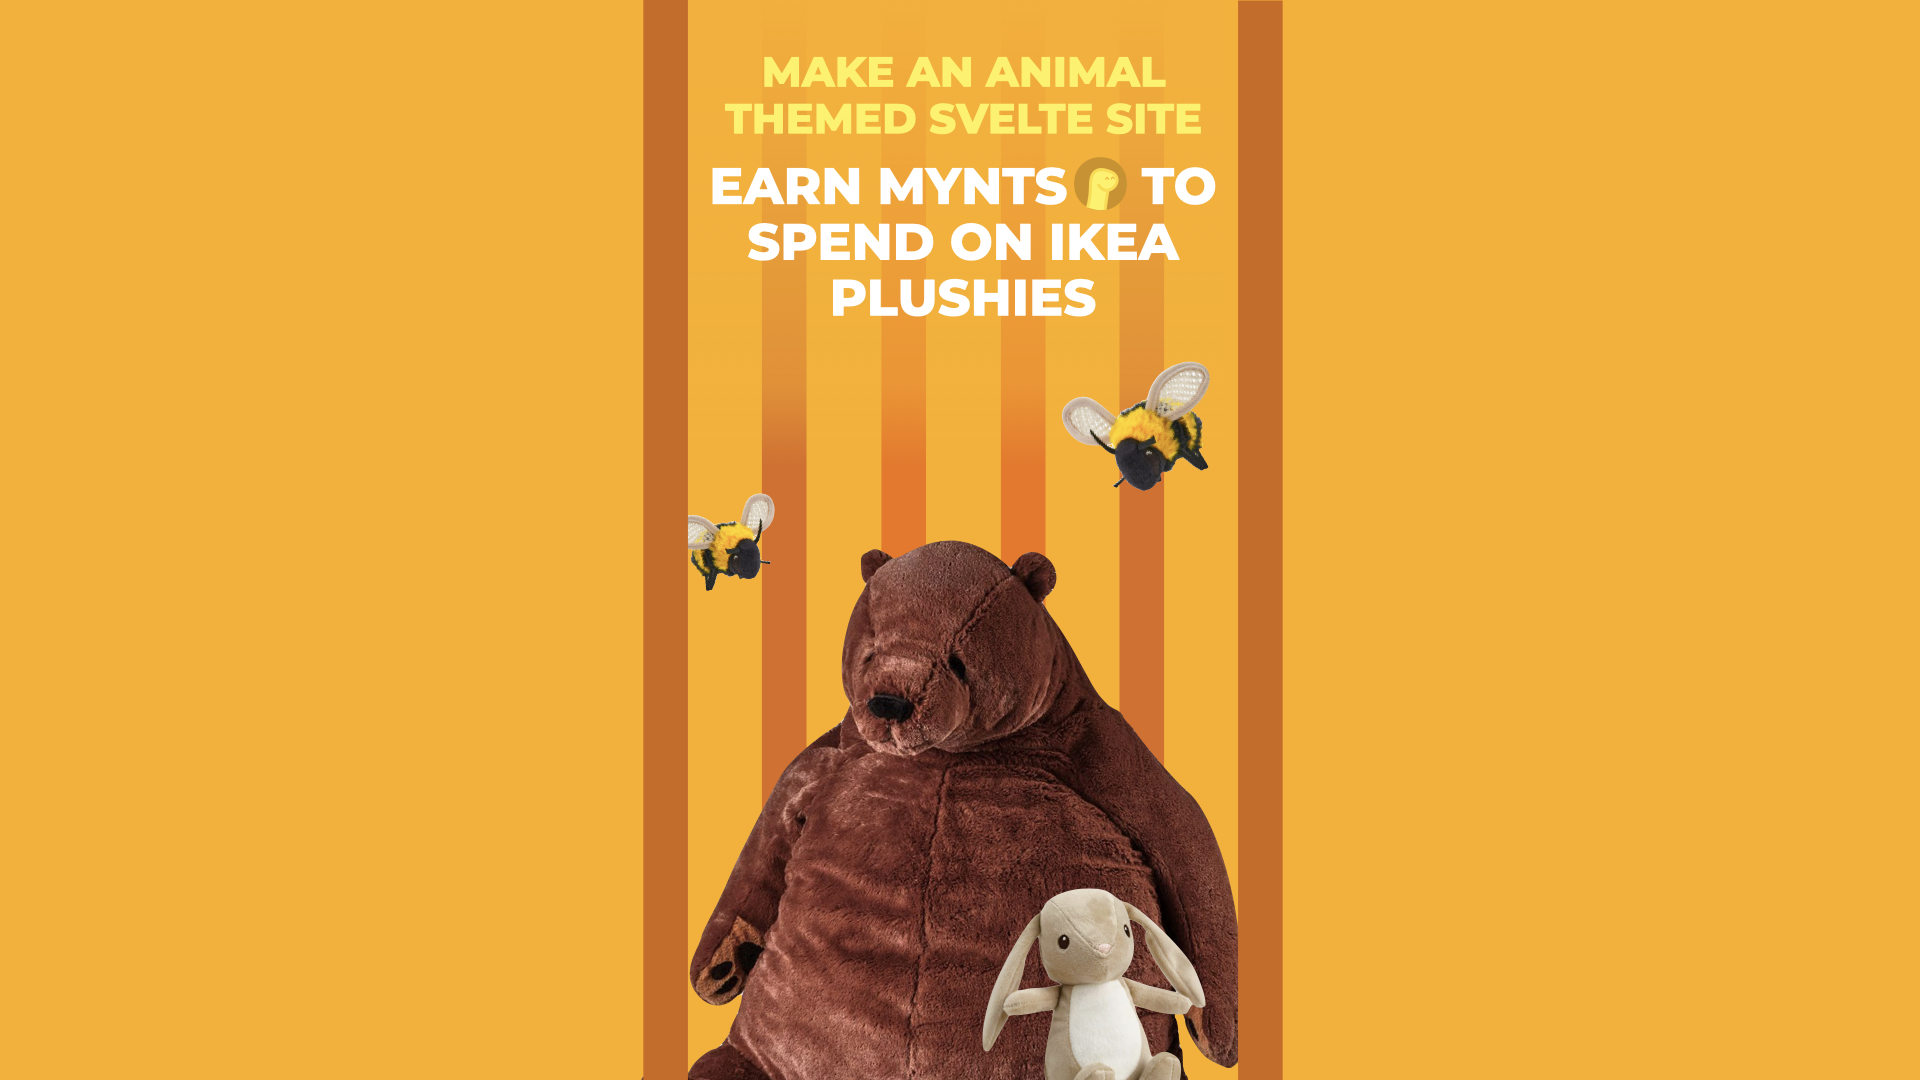 MAKE AN ANIMAL
THEMED SVELTE SITE
EARN MYNTS TO
SPEND ON IKEA
PLUSHIES